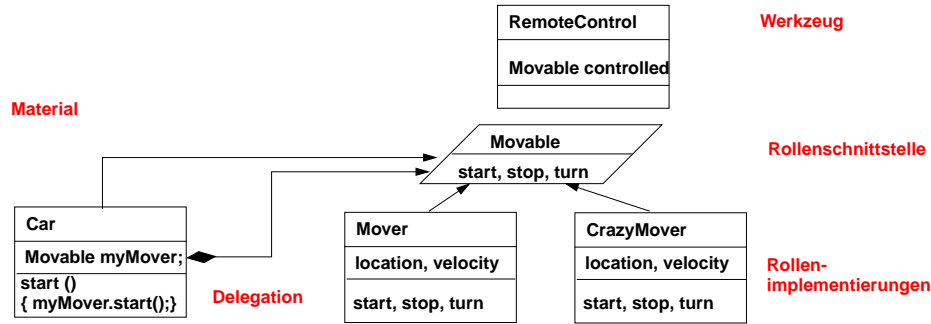 RemoteControl
Werkzeug
Movable controlled
Material
Movable
Rollenschnittstelle
start, stop, turn
Car
Movable myMover;
start ()
{ myMover.start();}
Delegation
Mover
location, velocity
start, stop, turn
CrazyMover
location, velocity
start, stop, turn
Rollen-
implementierungen